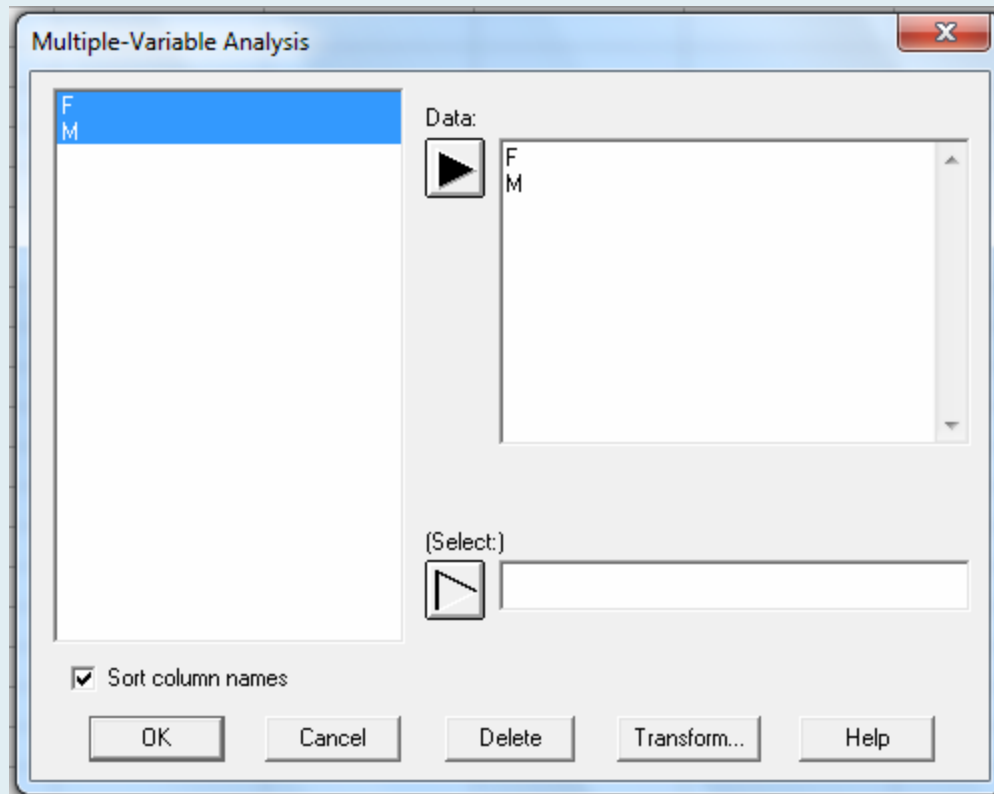 Multiple-Variable Analysis
F
M
Data:
F
M
(Select:)
Sort column names
OK
Cancel
Delete
Transform...
Help